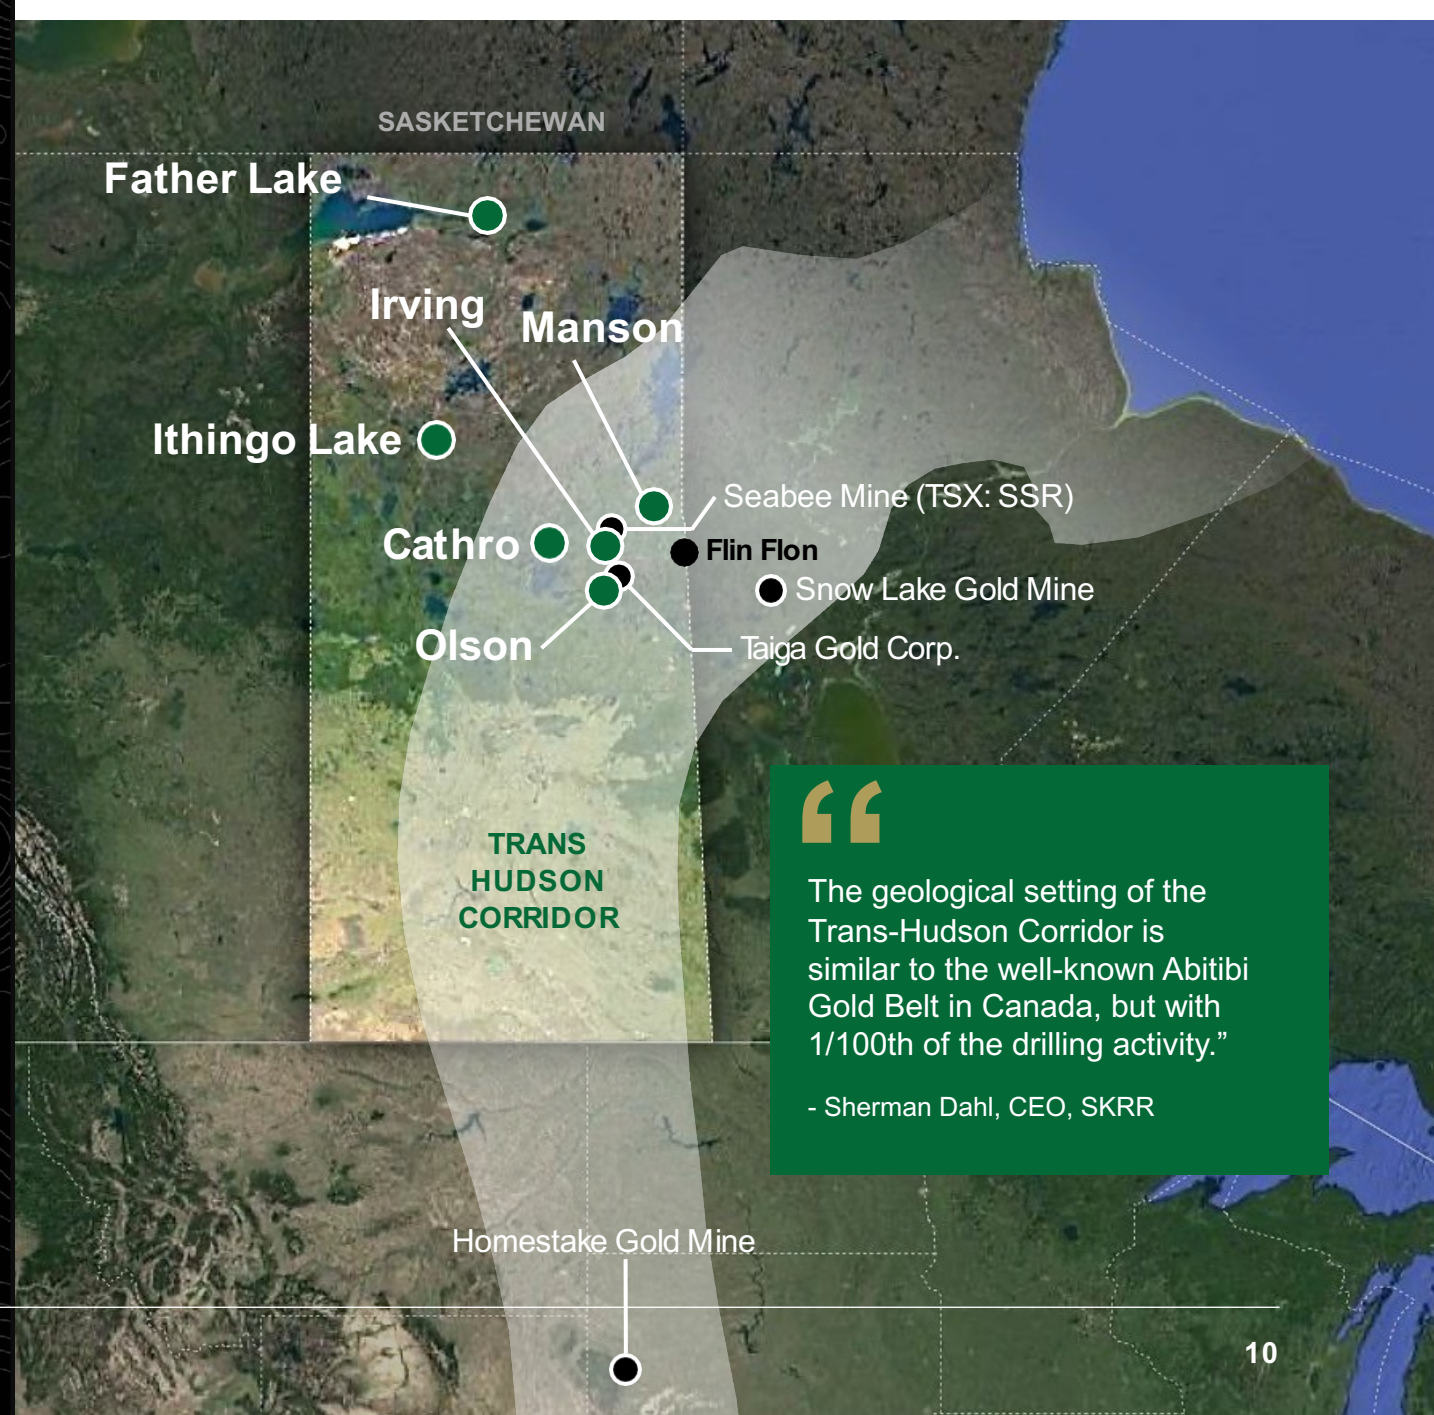 SASKETCHEWAN
Father Lake
Irving
Manson
Ithingo Lake
Seabee Mine (TSX: SSR)
Cathro
Flin Flon
Snow Lake Gold Mine
Olson
Taiga Gold Corp.
TRANS
HUDSON
CORRIDOR
“
The geological setting of the
Trans-Hudson Corridor is
similar to the well-known Abitibi
Gold Belt in Canada, but with
1/100th of the drilling activity.”
- Sherman Dahl, CEO, SKRR
Homestake Gold Mine
10